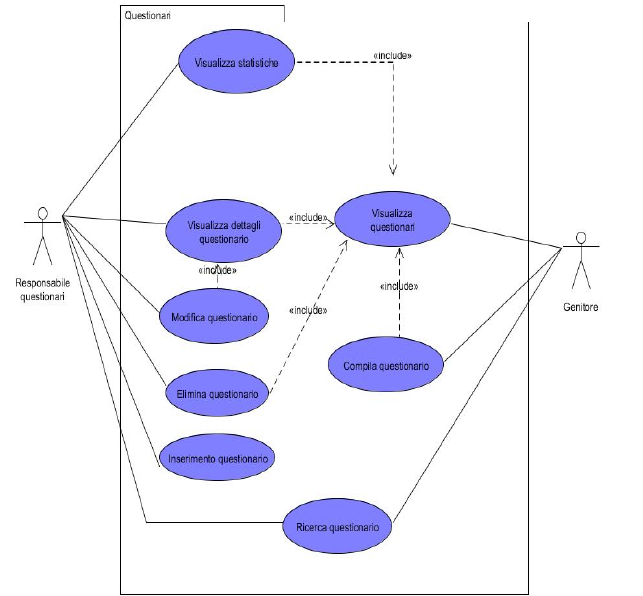 Questionari
Visualizza statistiche
«include»
Visualizza dettagli
questionario
«include»
Visualizza
questionari
Responsabile
questionari
«include»
Modifica questionario
«include»
«include»
Genitore
Compila questionario
Elimina questionario
Inserimento questionario
Ricerca questionario